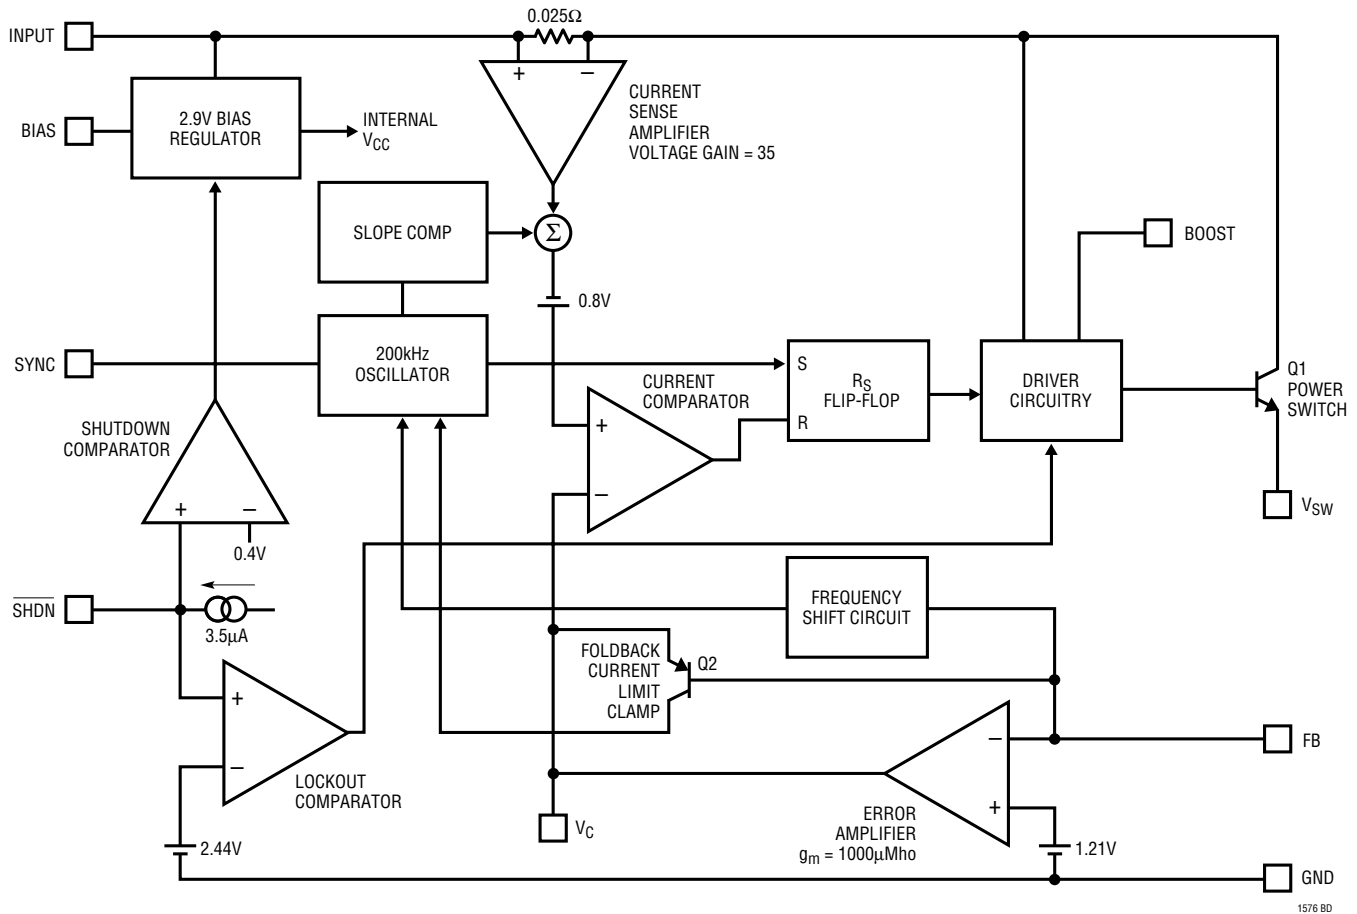 0.025Ω
INPUT
+
–
CURRENT
SENSE
AMPLIFIER
VOLTAGE GAIN = 35
2.9V BIAS
REGULATOR
BIAS
INTERNAL
VCC
SLOPE COMP
Σ
BOOST
0.8V
SYNC
200kHz
OSCILLATOR
CURRENT
COMPARATOR
S
RS
FLIP-FLOP
R
DRIVER
CIRCUITRY
Q1
POWER
SWITCH
SHUTDOWN
COMPARATOR
+
–
+
–
0.4V
VSW
SHDN
3.5µA
FREQUENCY
SHIFT CIRCUIT
FOLDBACK
CURRENT
LIMIT
CLAMP
Q2
+
–
LOCKOUT
COMPARATOR
–
+
FB
ERROR
AMPLIFIER
gm = 1000µMho
VC
2.44V
1.21V
GND
1576 BD